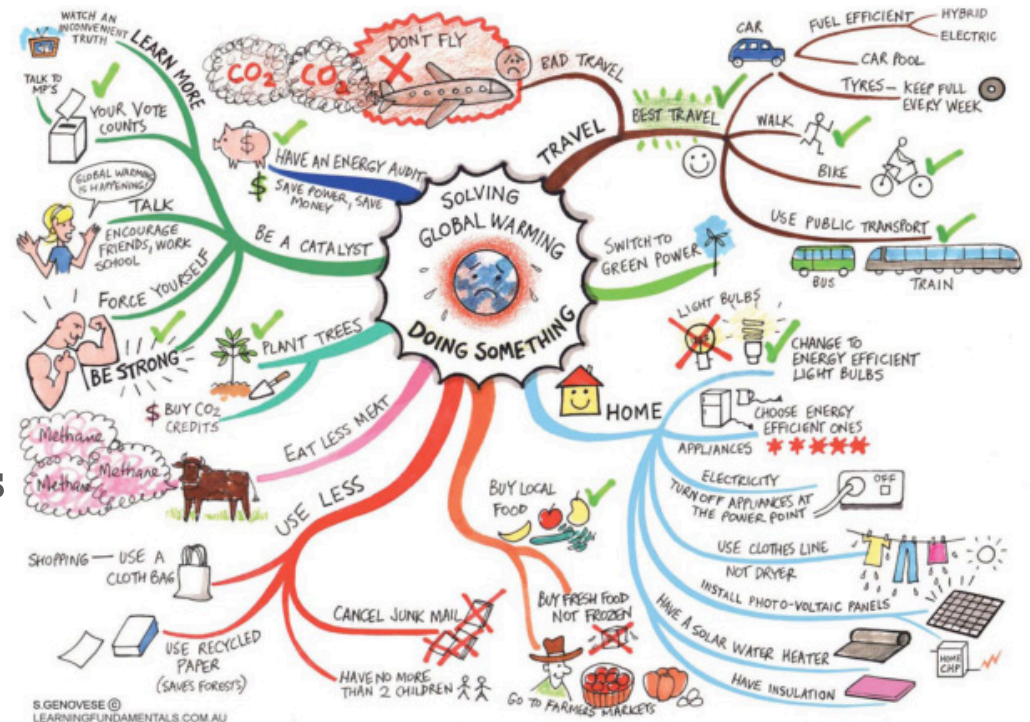 SOLVING
GLOBAL WARMING
DOING SOMETHING
TRAVEL
BAD TRAVEL
DON'T FLY
CO2
CO2
BEST TRAVEL
CAR
FUEL EFFICIENT
HYBRID
ELECTRIC
CAR POOL
TYRES — KEEP FULL
EVERY WEEK
WALK
BIKE
USE PUBLIC TRANSPORT
BUS
TRAIN
SWITCH TO
GREEN POWER
HOME
LIGHT BULBS
CHANGE TO
ENERGY EFFICIENT
LIGHT BULBS
CHOOSE ENERGY
EFFICIENT ONES
APPLIANCES
ELECTRICITY
TURN OFF APPLIANCES AT
THE POWER POINT
OFF
USE CLOTHES LINE
NOT DRYER
INSTALL PHOTO-VOLTAIC PANELS
HOME
CHP
HAVE A SOLAR WATER HEATER
HAVE INSULATION
BUY LOCAL
FOOD
BUY FRESH FOOD
NOT FROZEN
GO TO FARMERS MARKETS
USE LESS
SHOPPING — USE A
CLOTH BAG
USE RECYCLED
PAPER
(SAVES FORESTS)
CANCEL JUNK MAIL
HAVE NO MORE
THAN 2 CHILDREN
EAT LESS MEAT
Methane
Methane
Methane
s
PLANT TREES
$ BUY CO2
CREDITS
BE A CATALYST
LEARN MORE
WATCH AN
INCONVENIENT
TRUTH
TALK TO
MP'S
YOUR VOTE
COUNTS
GLOBAL WARMING
IS HAPPENING!
TALK
ENCOURAGE
FRIENDS, WORK
SCHOOL
FORCE YOURSELF
BE STRONG
HAVE AN ENERGY AUDIT
$
$
SAVE POWER, SAVE
MONEY
S.GENOVESE ©
LEARNINGFUNDAMENTALS.COM.AU